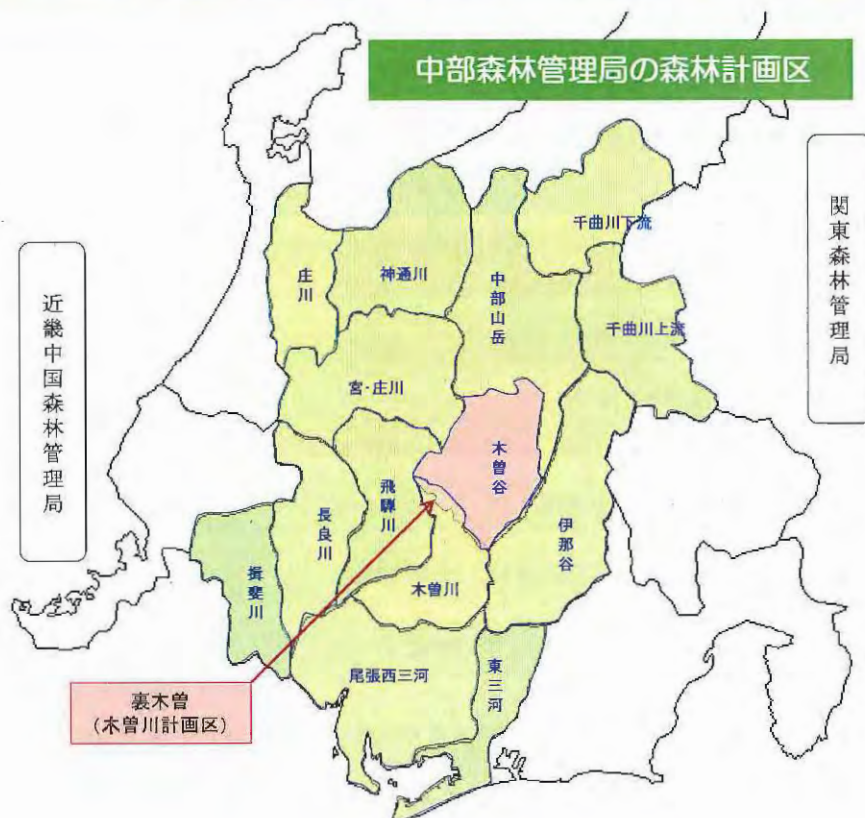 中部森林管理局の森林計画区
関東森林管理局
近畿中国森林管理局
千曲川下流
庄川
神通川
中部山岳
千曲川上流
宮・庄川
木曽谷
飛騨川
長良川
伊那谷
揖斐川
木曽川
尾張西三河
東三河
裏木曽
(木曽川計画区)